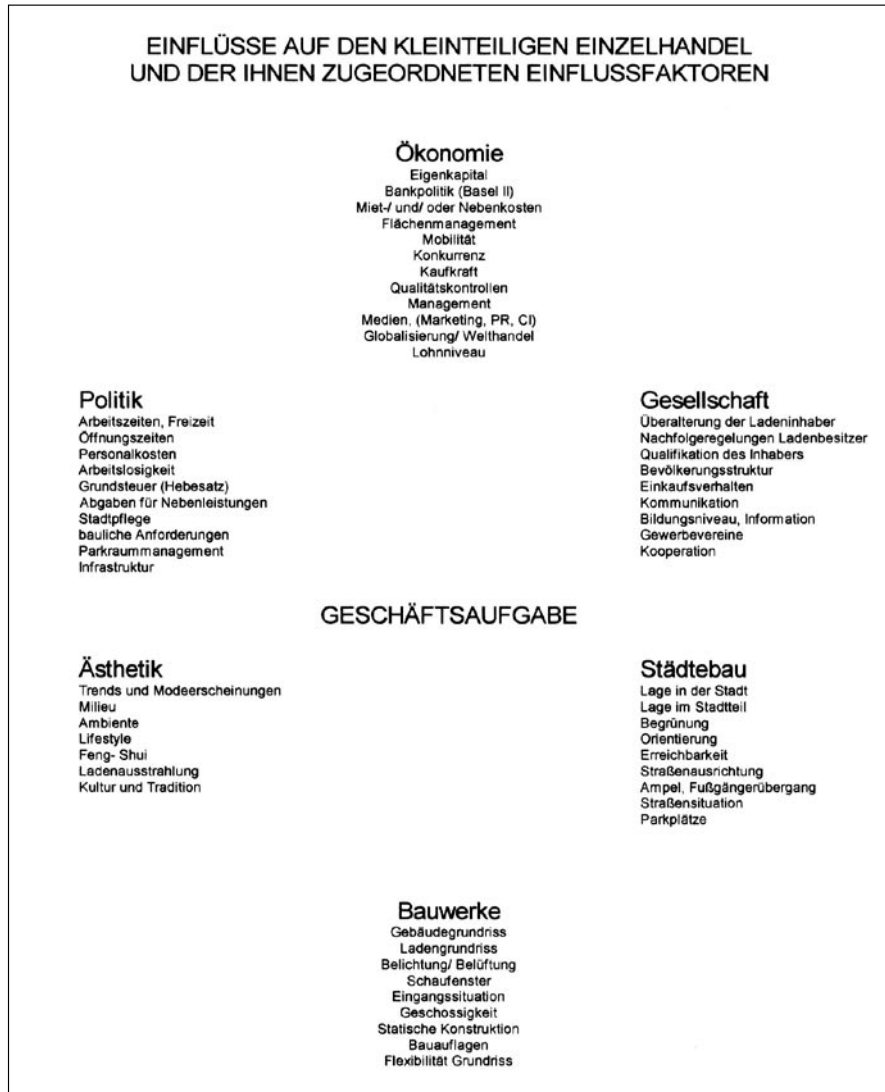 EINFLÜSSE AUF DEN KLEINTEILIGEN EINZELHANDEL
UND DER IHNEN ZUGEORDNETEN EINFLUSSFAKTOREN
Ökonomie
Eigenkapital
Bankpolitik (Basel II)
Miet-/ und/ oder Nebenkosten
Flächenmanagement
Mobilität
Konkurrenz
Kaufkraft
Qualitätskontrollen
Management
Medien, (Marketing, PR, CI)
Globalisierung/ Welthandel
Lohnniveau
Politik
Arbeitszeiten, Freizeit
Öffnungszeiten
Personalkosten
Arbeitslosigkeit
Grundsteuer (Hebesatz)
Abgaben für Nebenleistungen
Stadtpflege
bauliche Anforderungen
Parkraummanagement
Infrastruktur
Gesellschaft
Überalterung der Ladeninhaber
Nachfolgeregelungen Ladenbesitzer
Qualifikation des Inhabers
Bevölkerungsstruktur
Einkaufsverhalten
Kommunikation
Bildungsniveau, Information
Gewerbevereine
Kooperation
GESCHÄFTSAUFGABE
Ästhetik
Trends und Modeerscheinungen
Milieu
Ambiente
Lifestyle
Feng- Shui
Ladenausstrahlung
Kultur und Tradition
Städtebau
Lage in der Stadt
Lage im Stadtteil
Begrünung
Orientierung
Erreichbarkeit
Straßenausrichtung
Ampel, Fußgängerübergang
Straßensituation
Parkplätze
Bauwerke
Gebäudegrundriss
Ladengrundriss
Belichtung/ Belüftung
Schaufenster
Eingangssituation
Geschossigkeit
Statische Konstruktion
Bauauflagen
Flexibilität Grundriss